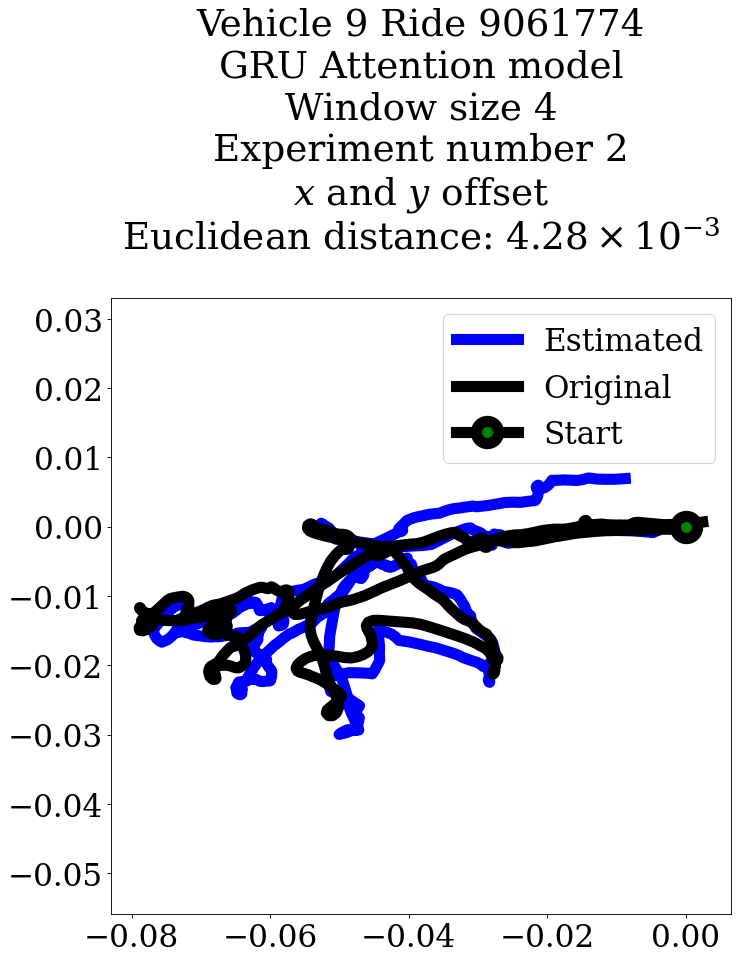 Vehicle 9 Ride 9061774
GRU Attention model
Window size 4
Experiment number 2
x and y offset
Euclidean distance: 4.28 × 10⁻³
Estimated
Original
Start
0.03
0.02
0.01
0.00
−0.01
−0.02
−0.03
−0.04
−0.05
−0.08 −0.06 −0.04 −0.02 0.00